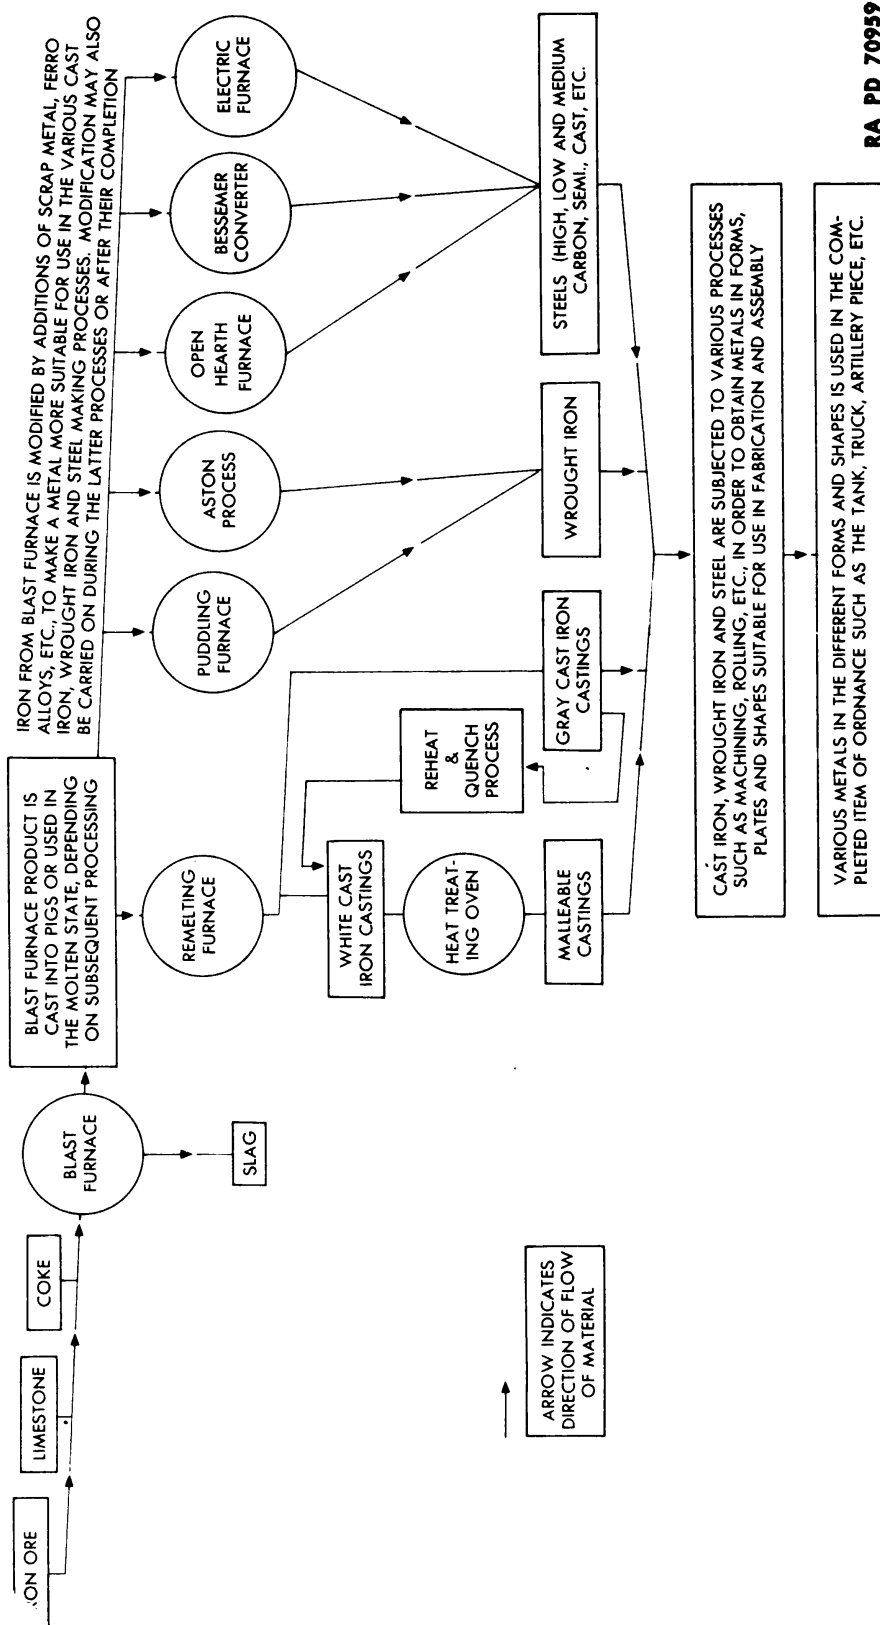 IRON FROM BLAST FURNACE IS MODIFIED BY ADDITIONS OF SCRAP METAL, FERRO
ALLOYS, ETC., TO MAKE A METAL MORE SUITABLE FOR USE IN THE VARIOUS CAST
IRON, WROUGHT IRON AND STEEL MAKING PROCESSES. MODIFICATION MAY ALSO
BE CARRIED ON DURING THE LATTER PROCESSES OR AFTER THEIR COMPLETION
ON ORE
LIMESTONE
COKE
BLAST
FURNACE
SLAG
BLAST FURNACE PRODUCT IS
CAST INTO PIGS OR USED IN
THE MOLTEN STATE, DEPENDING
ON SUBSEQUENT PROCESSING
REMELTING
FURNACE
PUDDLING
FURNACE
ASTON
PROCESS
OPEN
HEARTH
FURNACE
BESSEMER
CONVERTER
ELECTRIC
FURNACE
WHITE CAST
IRON CASTINGS
REHEAT
&
QUENCH
PROCESS
HEAT TREAT-
ING OVEN
MALLEABLE
CASTINGS
GRAY CAST IRON
CASTINGS
WROUGHT IRON
STEELS (HIGH, LOW AND MEDIUM
CARBON, SEMI., CAST, ETC.
ARROW INDICATES
DIRECTION OF FLOW
OF MATERIAL
CAST IRON, WROUGHT IRON AND STEEL ARE SUBJECTED TO VARIOUS PROCESSES
SUCH AS MACHINING, ROLLING, ETC., IN ORDER TO OBTAIN METALS IN FORMS,
PLATES AND SHAPES SUITABLE FOR USE IN FABRICATION AND ASSEMBLY
VARIOUS METALS IN THE DIFFERENT FORMS AND SHAPES IS USED IN THE COM-
PLETED ITEM OF ORDNANCE SUCH AS THE TANK, TRUCK, ARTILLERY PIECE, ETC.
RA PD 70959